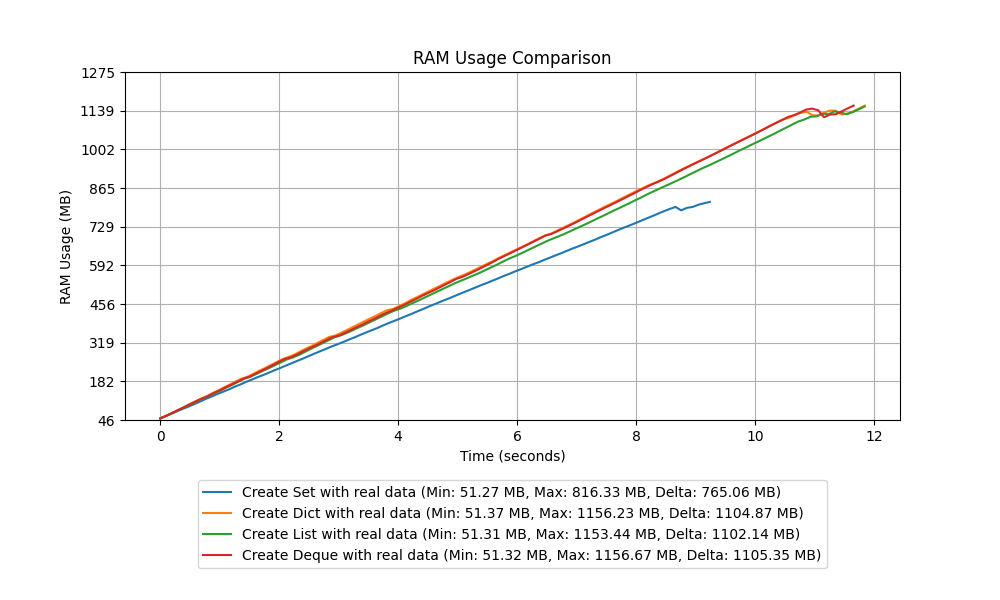 RAM Usage Comparison
1275
1139
1002
865
729
592
456
319
182
46
RAM Usage (MB)
0 2 4 6 8 10 12
Time (seconds)
Create Set with real data (Min: 51.27 MB, Max: 816.33 MB, Delta: 765.06 MB)
Create Dict with real data (Min: 51.37 MB, Max: 1156.23 MB, Delta: 1104.87 MB)
Create List with real data (Min: 51.31 MB, Max: 1153.44 MB, Delta: 1102.14 MB)
Create Deque with real data (Min: 51.32 MB, Max: 1156.67 MB, Delta: 1105.35 MB)